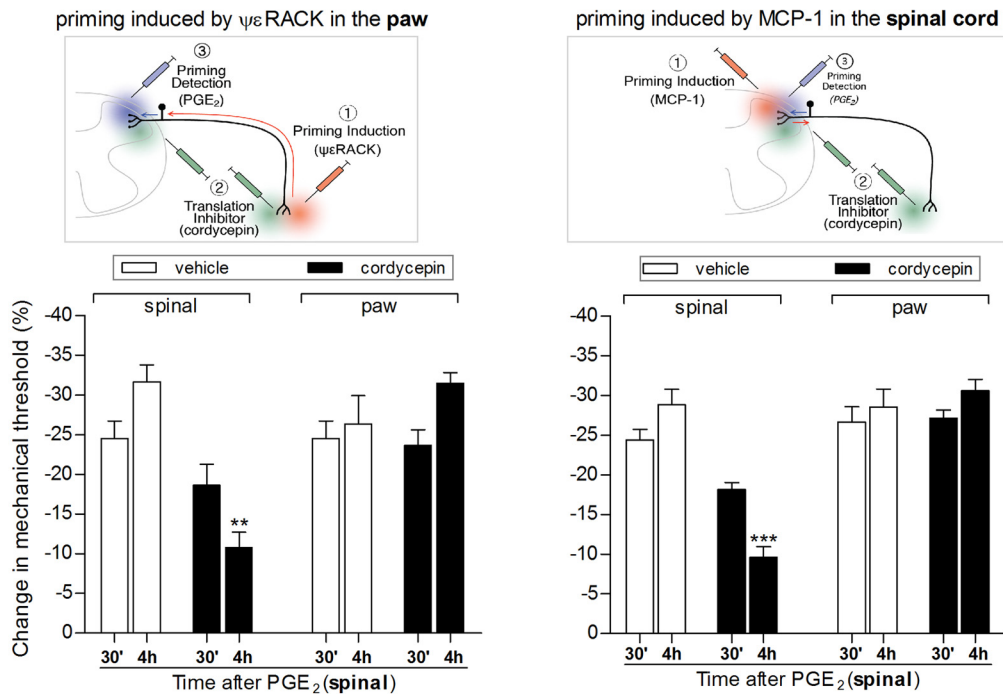 priming induced by ψεRACK in the paw
③
Priming
Detection
(PGE₂)
①
Priming Induction
(ψεRACK)
②
Translation
Inhibitor
(cordycepin)
vehicle cordycepin
spinal paw
Change in mechanical threshold (%)
-40
-35
-30
-25
-20
-15
-10
-5
0
**
30' 4h 30' 4h 30' 4h 30' 4h
Time after PGE₂ (spinal)
priming induced by MCP-1 in the spinal cord
①
Priming Induction
(MCP-1)
③
Priming
Detection
(PGE₂)
②
Translation
Inhibitor
(cordycepin)
vehicle cordycepin
spinal paw
-40
-35
-30
-25
-20
-15
-10
-5
0
***
30' 4h 30' 4h 30' 4h 30' 4h
Time after PGE₂ (spinal)